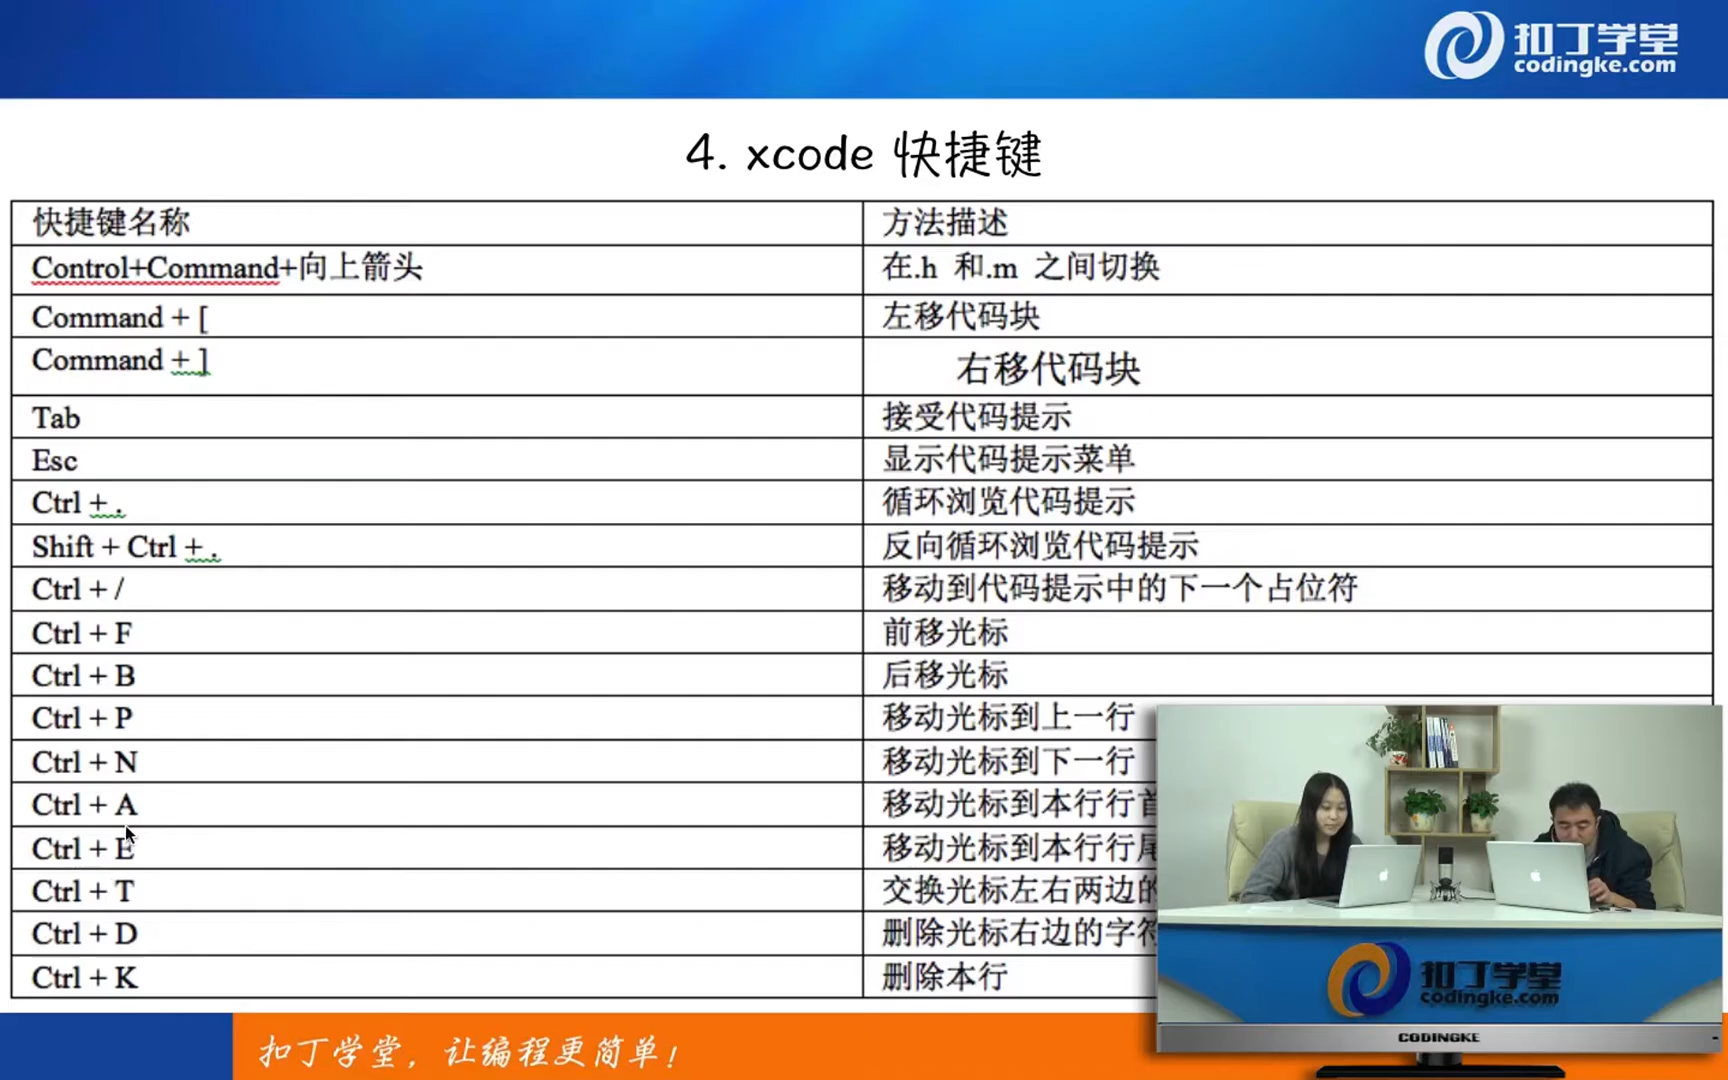 扣丁学堂
codingke.com
4. xcode 快捷键
快捷键名称 方法描述
Control+Command+向上箭头 在.h 和.m 之间切换
Command + [ 左移代码块
Command + ] 右移代码块
Tab 接受代码提示
Esc 显示代码提示菜单
Ctrl + . 循环浏览代码提示
Shift + Ctrl + . 反向循环浏览代码提示
Ctrl + / 移动到代码提示中的下一个占位符
Ctrl + F 前移光标
Ctrl + B 后移光标
Ctrl + P 移动光标到上一行
Ctrl + N 移动光标到下一行
Ctrl + A 移动光标到本行行首
Ctrl + E 移动光标到本行行尾
Ctrl + T 交换光标左右两边的
Ctrl + D 删除光标右边的字符
Ctrl + K 删除本行
扣丁学堂
codingke.com
CODINGKE
扣丁学堂，让编程更简单！